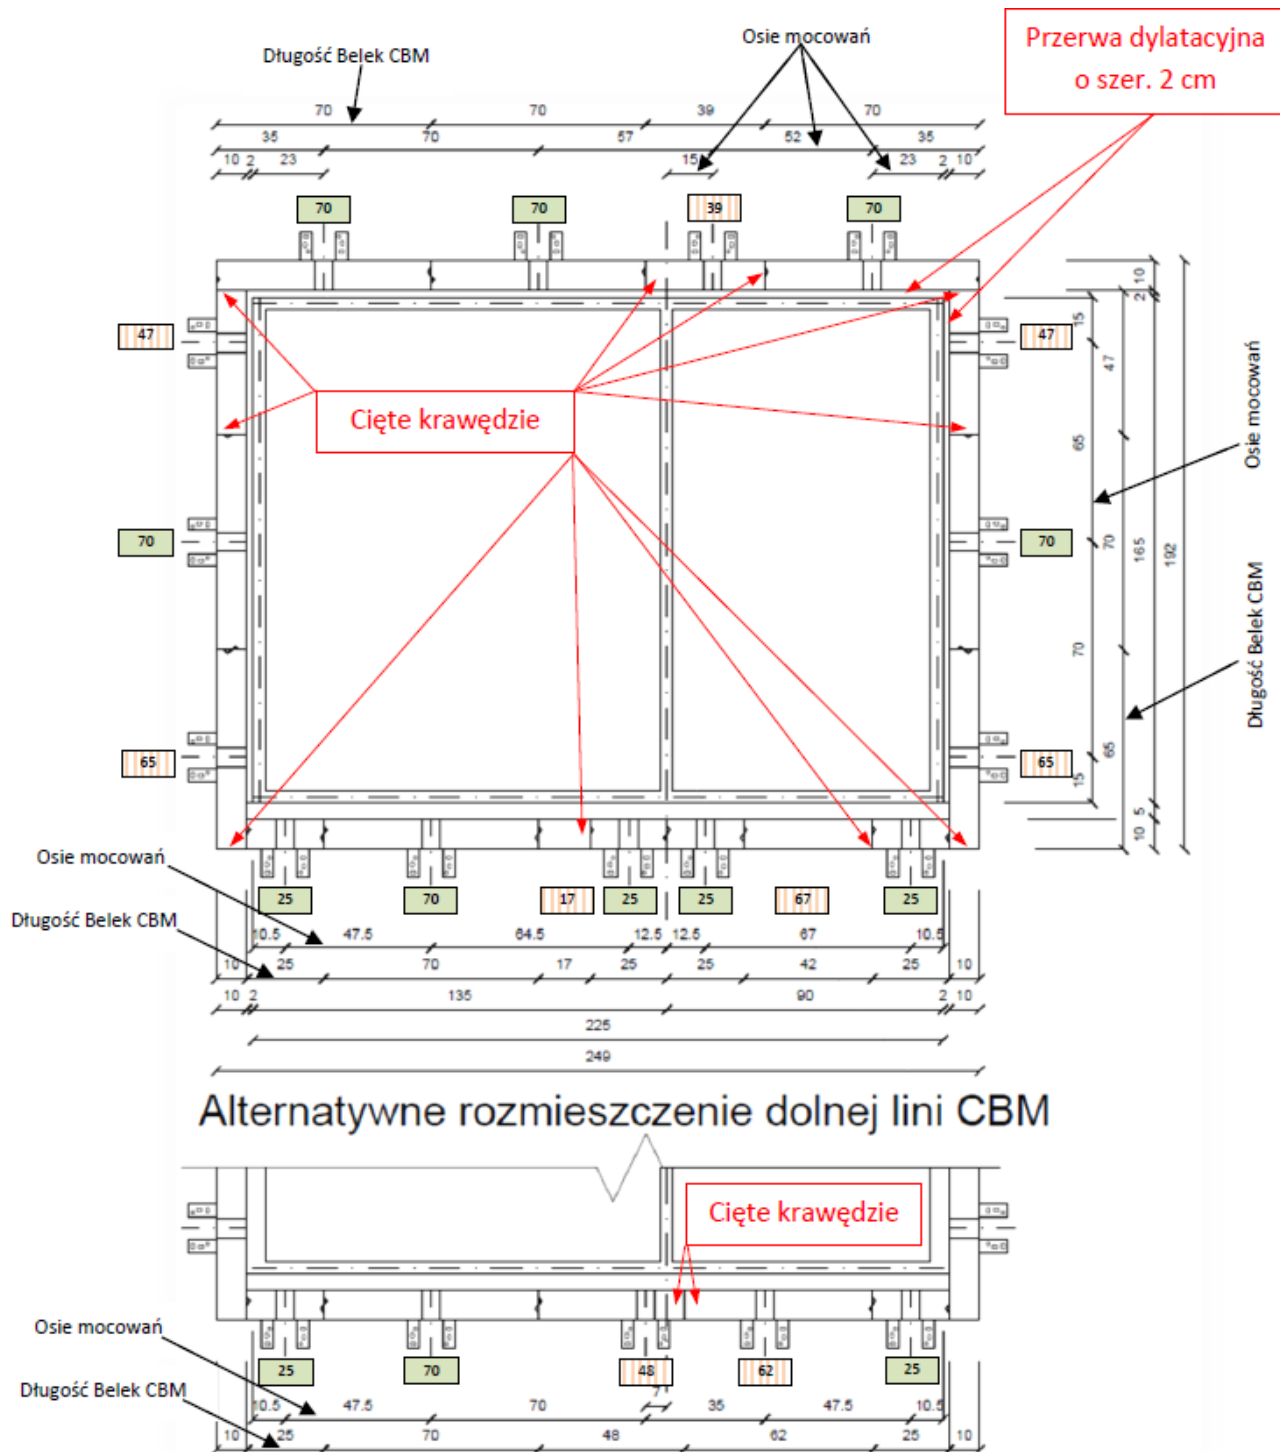 Długość Belek CBM
Osie mocowań
Przerwa dylatacyjna
o szer. 2 cm
70 70 39 70
35 70 57 52 35
10 2 23 15 23 2 10
70 70 39 70
10
2
15
47 47
47
Cięte krawędzie
65
Osie mocowań
70 70
70
165
192
70
Długość Belek CBM
65 65
65
15
5
10
Osie mocowań
25 70 17 25 25 67 25
Długość Belek CBM
10.5 47.5 64.5 12.5 12.5 67 10.5
10 25 70 17 25 25 42 25 10
10 2 135 90 2 10
225
249
Alternatywne rozmieszczenie dolnej lini CBM
Cięte krawędzie
Osie mocowań
25 70 48 62 25
Długość Belek CBM
7
10.5 47.5 70 35 47.5 10.5
10 25 70 48 62 25 10